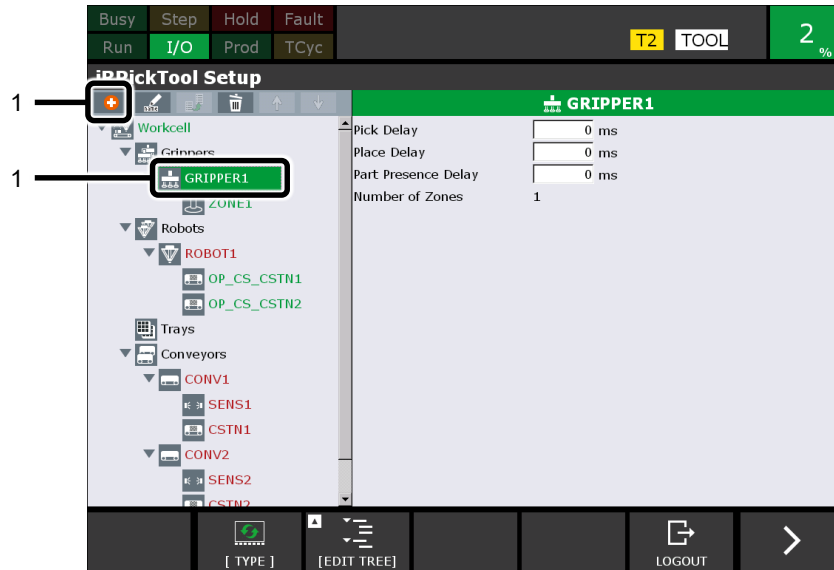 Busy Step Hold Fault
Run I/O Prod TCyc
T2 TOOL
2 %
iRPickTool Setup
1
GRIPPER1
Workcell
Pick Delay 0 ms
Grippers
Place Delay 0 ms
1
GRIPPER1
Part Presence Delay 0 ms
ZONE1
Number of Zones 1
Robots
ROBOT1
OP_CS_CSTN1
OP_CS_CSTN2
Trays
Conveyors
CONV1
SENS1
CSTN1
CONV2
SENS2
CSTN2
[ TYPE ]
[EDIT TREE]
LOGOUT